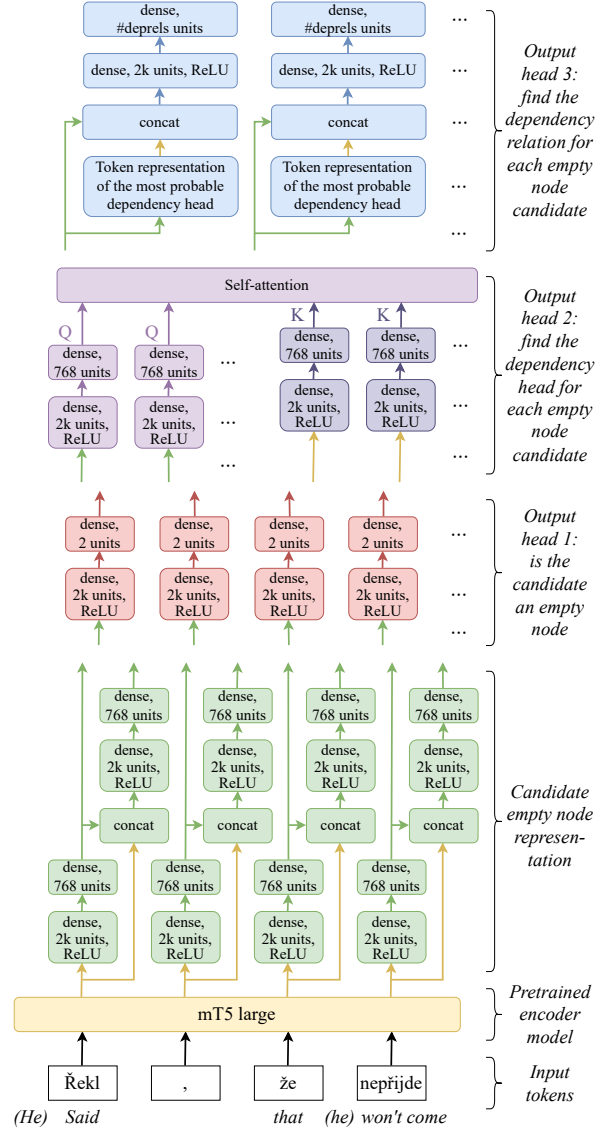 dense,
#deprels units
dense,
#deprels units
...
dense, 2k units, ReLU
dense, 2k units, ReLU
...
concat
concat
...
Token representation
of the most probable
dependency head
Token representation
of the most probable
dependency head
...
...
Output
head 3:
find the
dependency
relation for
each empty
node
candidate
Self-attention
Q
Q
K
K
dense,
768 units
dense,
768 units
...
dense,
768 units
dense,
768 units
...
dense,
2k units,
ReLU
dense,
2k units,
ReLU
...
dense,
2k units,
ReLU
dense,
2k units,
ReLU
...
...
...
Output
head 2:
find the
dependency
head for
each empty
node
candidate
dense,
2 units
dense,
2 units
dense,
2 units
dense,
2 units
...
dense,
2k units,
ReLU
dense,
2k units,
ReLU
dense,
2k units,
ReLU
dense,
2k units,
ReLU
...
...
Output
head 1:
is the
candidate
an empty
node
dense,
768 units
dense,
768 units
dense,
768 units
dense,
768 units
dense,
2k units,
ReLU
dense,
2k units,
ReLU
dense,
2k units,
ReLU
dense,
2k units,
ReLU
concat
concat
concat
concat
dense,
768 units
dense,
768 units
dense,
768 units
dense,
768 units
dense,
2k units,
ReLU
dense,
2k units,
ReLU
dense,
2k units,
ReLU
dense,
2k units,
ReLU
Candidate
empty node
represen-
tation
mT5 large
Pretrained
encoder
model
Řekl
,
že
nepřijde
Input
tokens
(He) Said that (he) won't come